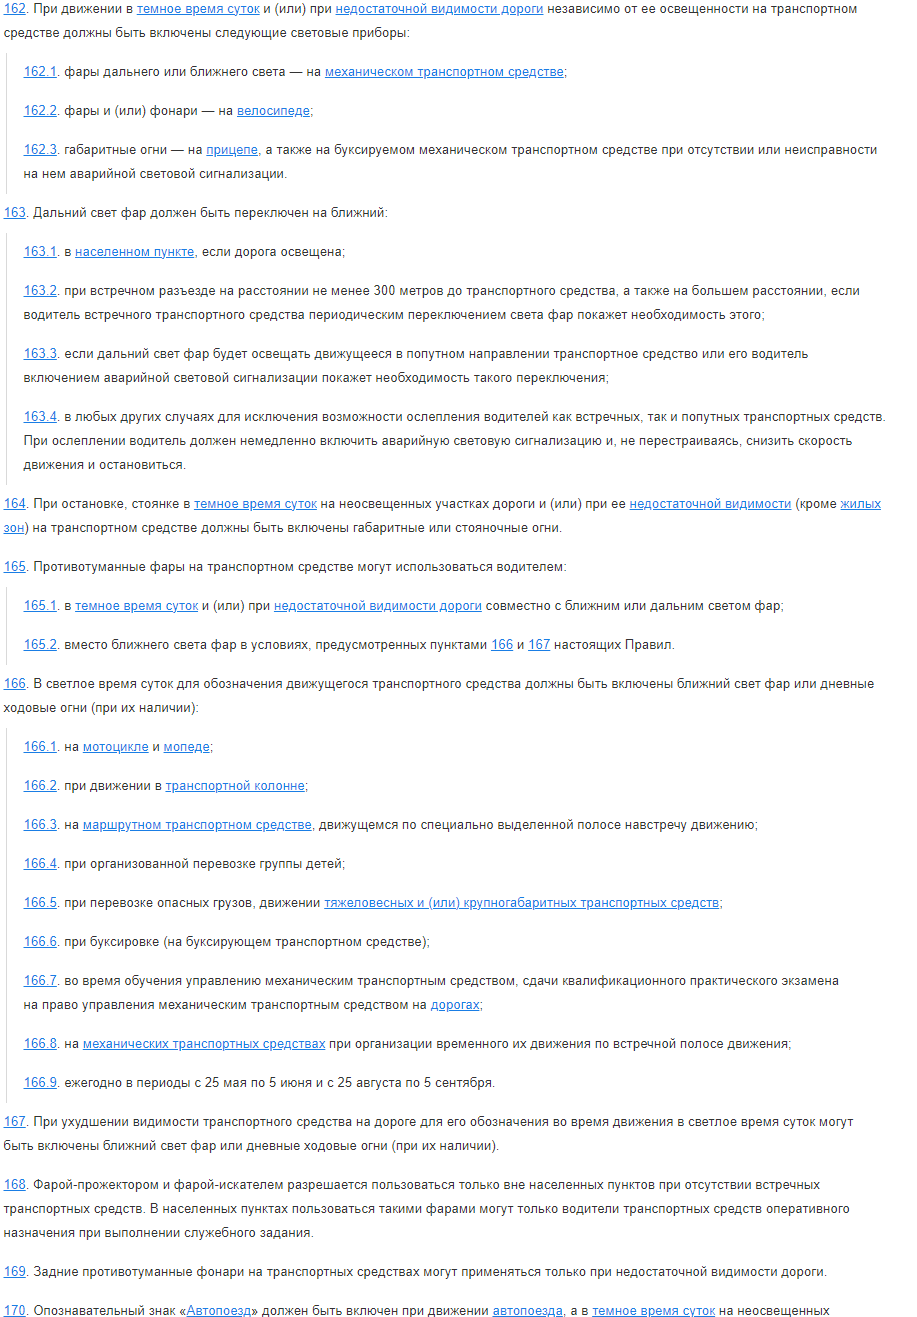 162. При движении в темное время суток и (или) при недостаточной видимости дороги независимо от ее освещенности на транспортном
средстве должны быть включены следующие световые приборы:
162.1. фары дальнего или ближнего света — на механическом транспортном средстве;
162.2. фары и (или) фонари — на велосипеде;
162.3. габаритные огни — на прицепе, а также на буксируемом механическом транспортном средстве при отсутствии или неисправности
на нем аварийной световой сигнализации.
163. Дальний свет фар должен быть переключен на ближний:
163.1. в населенном пункте, если дорога освещена;
163.2. при встречном разъезде на расстоянии не менее 300 метров до транспортного средства, а также на большем расстоянии, если
водитель встречного транспортного средства периодическим переключением света фар покажет необходимость этого;
163.3. если дальний свет фар будет освещать движущееся в попутном направлении транспортное средство или его водитель
включением аварийной световой сигнализации покажет необходимость такого переключения;
163.4. в любых других случаях для исключения возможности ослепления водителей как встречных, так и попутных транспортных средств.
При ослеплении водитель должен немедленно включить аварийную световую сигнализацию и, не перестраиваясь, снизить скорость
движения и остановиться.
164. При остановке, стоянке в темное время суток на неосвещенных участках дороги и (или) при ее недостаточной видимости (кроме жилых
зон) на транспортном средстве должны быть включены габаритные или стояночные огни.
165. Противотуманные фары на транспортном средстве могут использоваться водителем:
165.1. в темное время суток и (или) при недостаточной видимости дороги совместно с ближним или дальним светом фар;
165.2. вместо ближнего света фар в условиях, предусмотренных пунктами 166 и 167 настоящих Правил.
166. В светлое время суток для обозначения движущегося транспортного средства должны быть включены ближний свет фар или дневные
ходовые огни (при их наличии):
166.1. на мотоцикле и мопеде;
166.2. при движении в транспортной колонне;
166.3. на маршрутном транспортном средстве, движущемся по специально выделенной полосе навстречу движению;
166.4. при организованной перевозке группы детей;
166.5. при перевозке опасных грузов, движении тяжеловесных и (или) крупногабаритных транспортных средств;
166.6. при буксировке (на буксирующем транспортном средстве);
166.7. во время обучения управлению механическим транспортным средством, сдачи квалификационного практического экзамена
на право управления механическим транспортным средством на дорогах;
166.8. на механических транспортных средствах при организации временного их движения по встречной полосе движения;
166.9. ежегодно в периоды с 25 мая по 5 июня и с 25 августа по 5 сентября.
167. При ухудшении видимости транспортного средства на дороге для его обозначения во время движения в светлое время суток могут
быть включены ближний свет фар или дневные ходовые огни (при их наличии).
168. Фарой-прожектором и фарой-искателем разрешается пользоваться только вне населенных пунктов при отсутствии встречных
транспортных средств. В населенных пунктах пользоваться такими фарами могут только водители транспортных средств оперативного
назначения при выполнении служебного задания.
169. Задние противотуманные фонари на транспортных средствах могут применяться только при недостаточной видимости дороги.
170. Опознавательный знак «Автопоезд» должен быть включен при движении автопоезда, а в темное время суток на неосвещенных